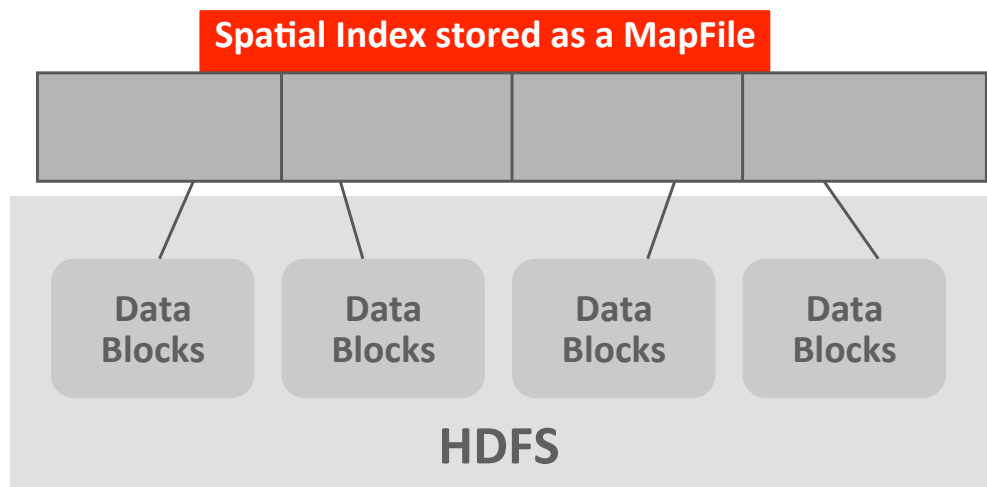 Spatial Index stored as a MapFile
Data
Blocks
Data
Blocks
Data
Blocks
Data
Blocks
HDFS